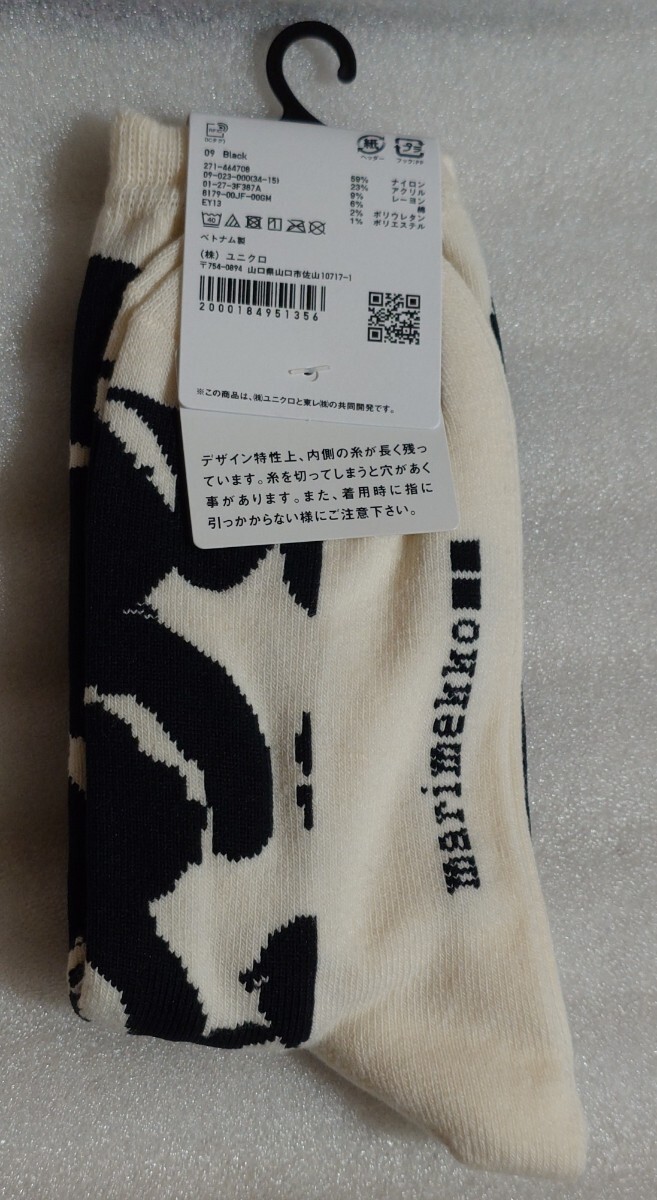 ICタグ
09 Black
271-464708
09-023-000(34-15)
01-27-3F387A
8179-00JF-00GM
EY13
40
ベトナム製
(株) ユニクロ
〒754-0894 山口県山口市佐山10717-1
2000184951356
紙
ヘッダー
プラ
フック:PP
59% ナイロン
23% アクリル
9% レーヨン
6% 綿
2% ポリウレタン
1% ポリエステル
※この商品は、㈱ユニクロと東レ㈱の共同開発です。
デザイン特性上、内側の糸が長く残っ
ています。糸を切ってしまうと穴があく
事があります。また、着用時に指に
引っかからない様にご注意下さい。
marimekko